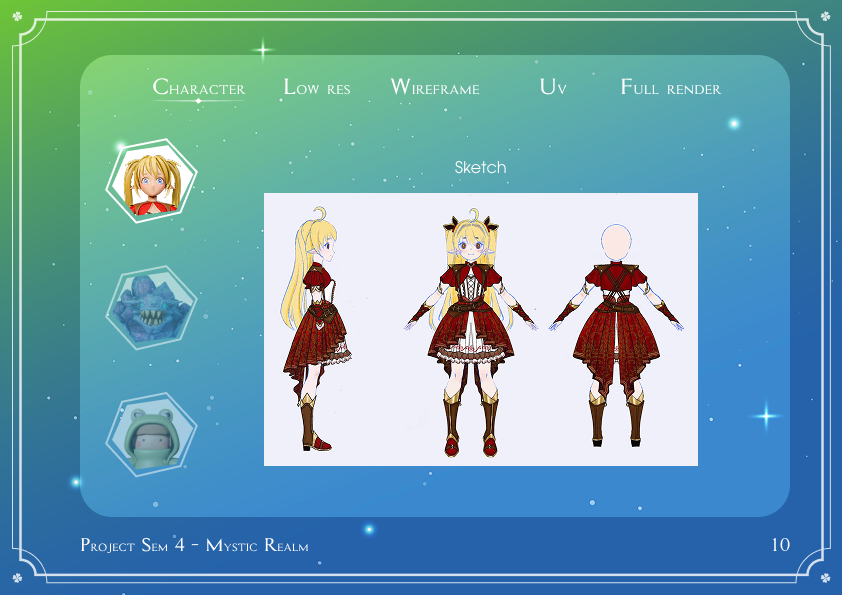 Character Low res Wireframe Uv Full render
Sketch
Project Sem 4 - Mystic Realm
10